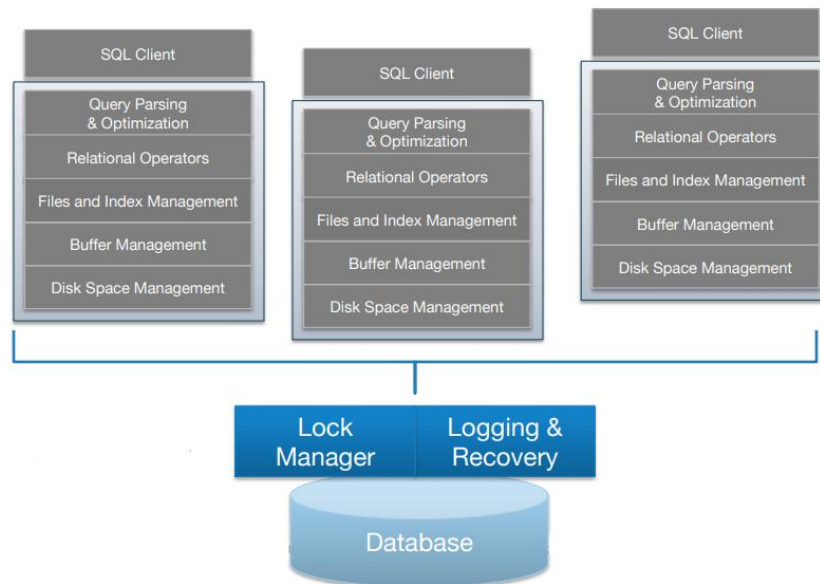 SQL Client
Query Parsing
& Optimization
Relational Operators
Files and Index Management
Buffer Management
Disk Space Management
SQL Client
Query Parsing
& Optimization
Relational Operators
Files and Index Management
Buffer Management
Disk Space Management
SQL Client
Query Parsing
& Optimization
Relational Operators
Files and Index Management
Buffer Management
Disk Space Management
Lock
Manager
Logging &
Recovery
Database